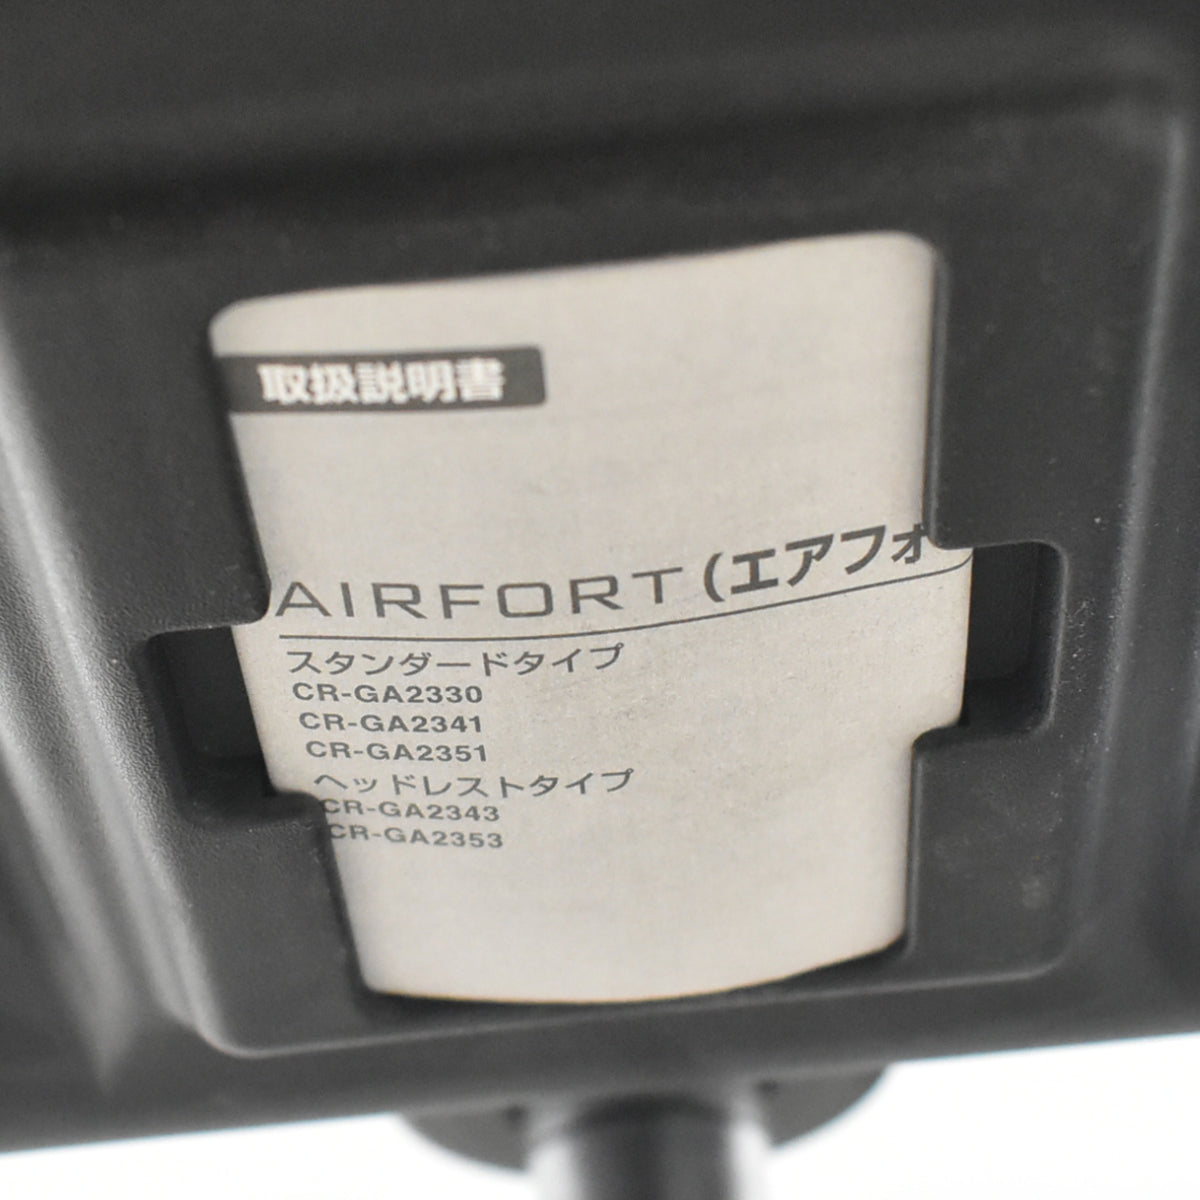 取扱説明書
AIRFORT (エアフォ
スタンダードタイプ
CR-GA2330
CR-GA2341
CR-GA2351
ヘッドレストタイプ
CR-GA2343
CR-GA2353